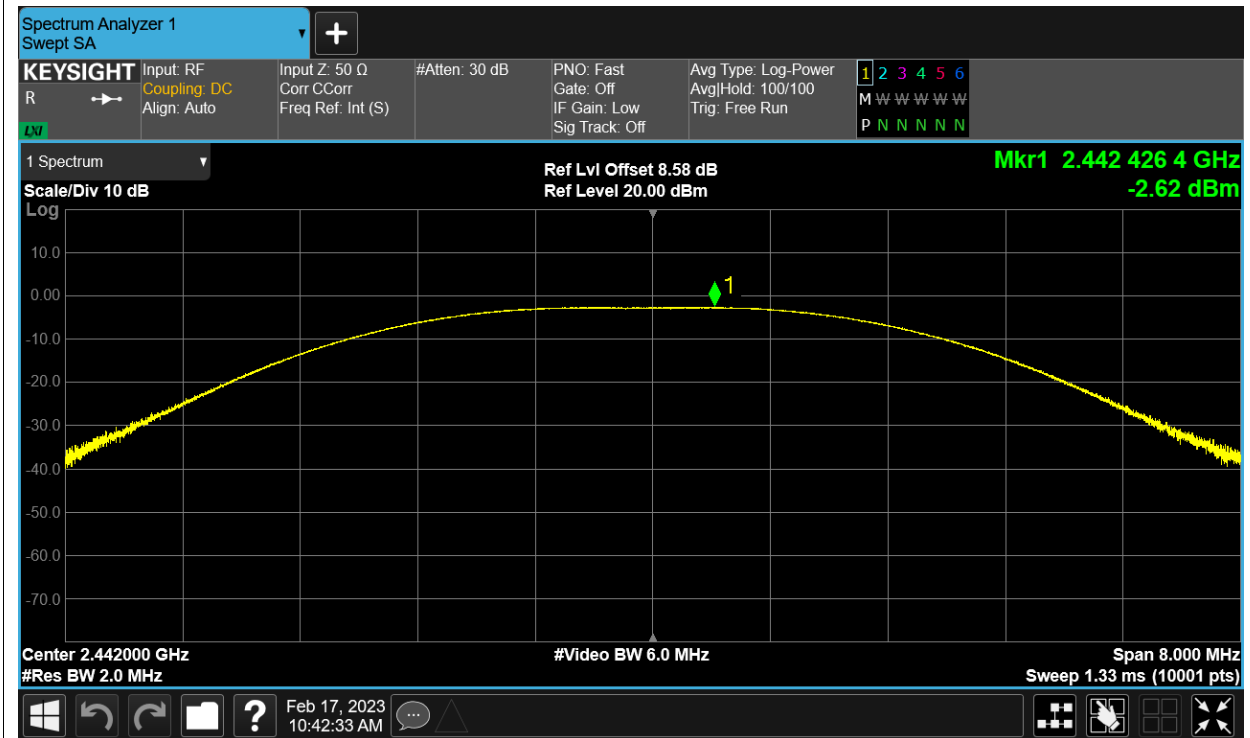 Spectrum Analyzer 1
Swept SA
+
KEYSIGHT
R
LXI
Input: RF
Coupling: DC
Align: Auto
Input Z: 50 Ω
Corr CCorr
Freq Ref: Int (S)
#Atten: 30 dB
PNO: Fast
Gate: Off
IF Gain: Low
Sig Track: Off
Avg Type: Log-Power
Avg|Hold: 100/100
Trig: Free Run
1 2 3 4 5 6
M W W W W W
P N N N N N
1 Spectrum
Scale/Div 10 dB
Log
Ref Lvl Offset 8.58 dB
Ref Level 20.00 dBm
Mkr1 2.442 426 4 GHz
-2.62 dBm
10.0
0.00
-10.0
-20.0
-30.0
-40.0
-50.0
-60.0
-70.0
1
Center 2.442000 GHz
#Res BW 2.0 MHz
#Video BW 6.0 MHz
Span 8.000 MHz
Sweep 1.33 ms (10001 pts)
?
Feb 17, 2023
10:42:33 AM